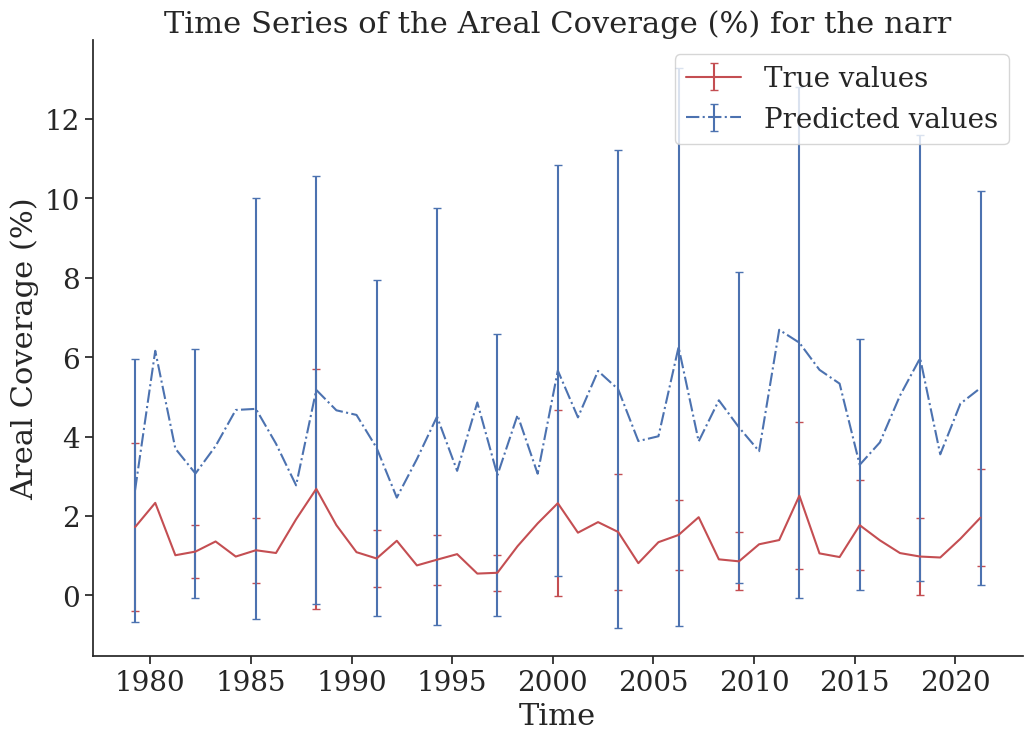 Time Series of the Areal Coverage (%) for the narr
True values
Predicted values
Areal Coverage (%)
12
10
8
6
4
2
0
1980 1985 1990 1995 2000 2005 2010 2015 2020
Time